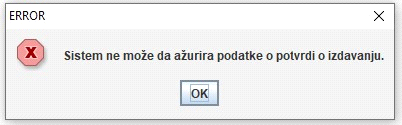 ERROR
Sistem ne može da ažurira podatke o potvrdi o izdavanju.
OK